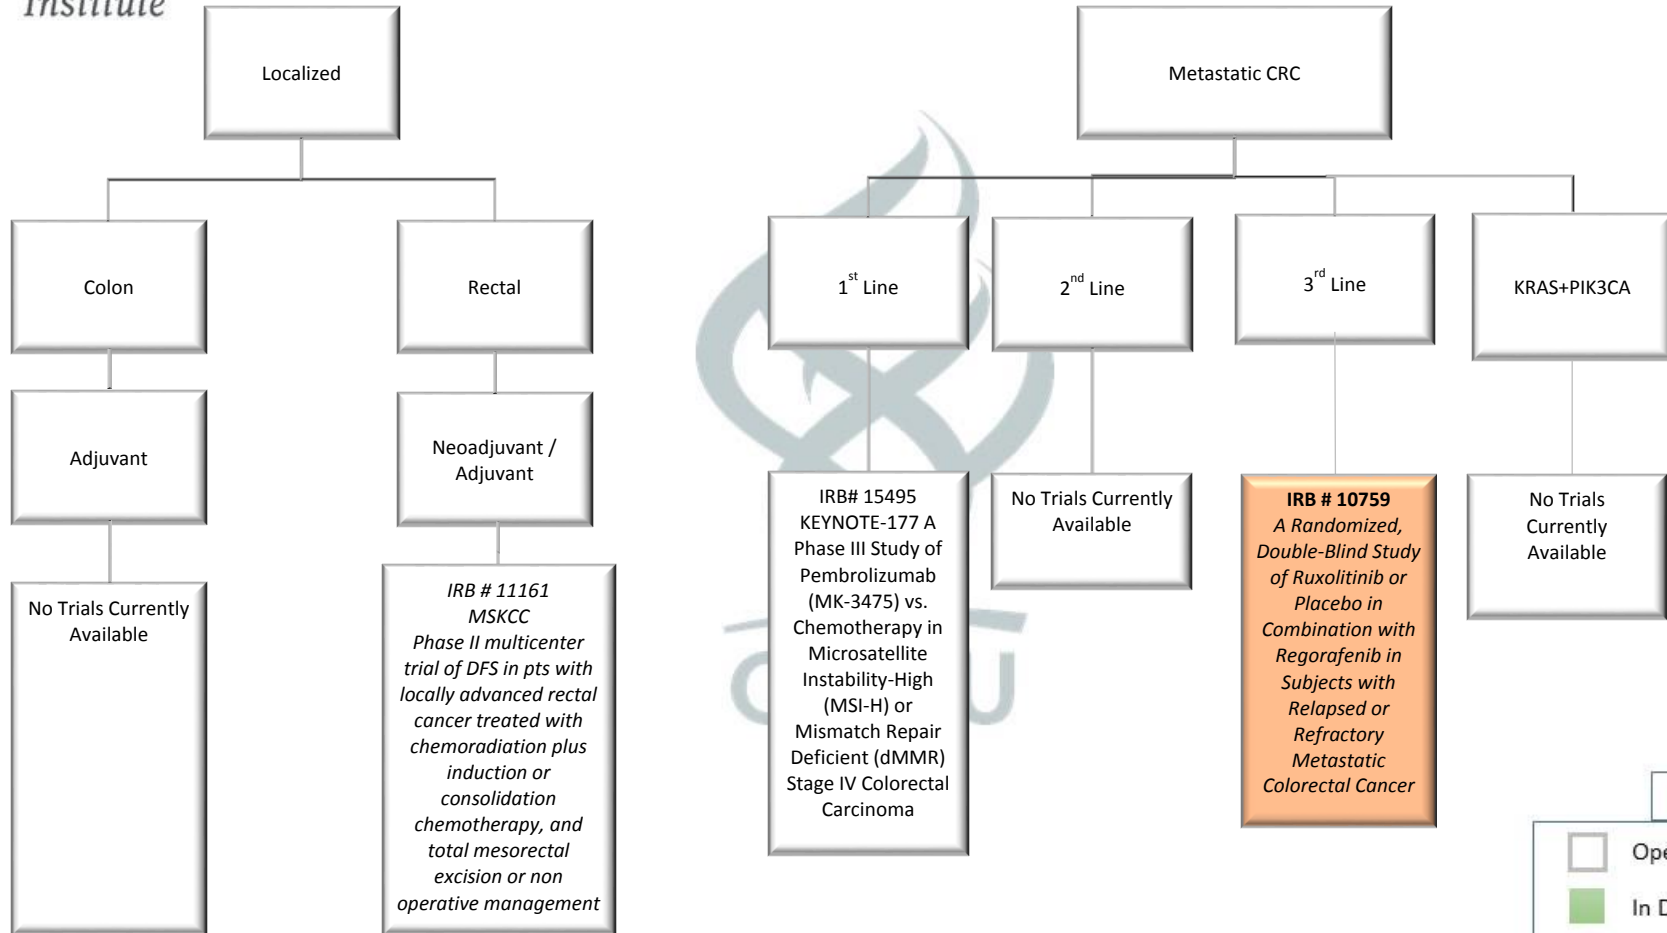 Institute
Localized
Metastatic CRC
Colon
Rectal
1st Line
2nd Line
3rd Line
KRAS+PIK3CA
Adjuvant
Neoadjuvant /
Adjuvant
No Trials Currently
Available
IRB # 11161
MSKCC
Phase II multicenter
trial of DFS in pts with
locally advanced rectal
cancer treated with
chemoradiation plus
induction or
consolidation
chemotherapy, and
total mesorectal
excision or non
operative management
IRB# 15495
KEYNOTE-177 A
Phase III Study of
Pembrolizumab
(MK-3475) vs.
Chemotherapy in
Microsatellite
Instability-High
(MSI-H) or
Mismatch Repair
Deficient (dMMR)
Stage IV Colorectal
Carcinoma
No Trials Currently
Available
IRB # 10759
A Randomized,
Double-Blind Study
of Ruxolitinib or
Placebo in
Combination with
Regorafenib in
Subjects with
Relapsed or
Refractory
Metastatic
Colorectal Cancer
No Trials
Currently
Available
In